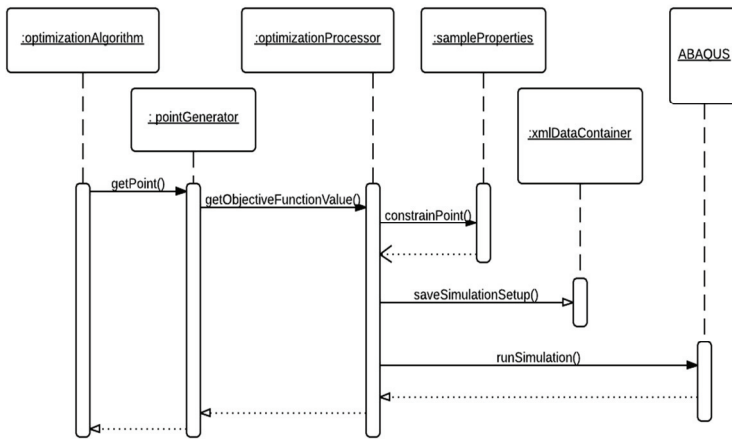 :optimizationAlgorithm
:optimizationProcessor
:sampleProperties
ABAQUS
: pointGenerator
:xmlDataContainer
getPoint()
getObjectiveFunctionValue()
constrainPoint()
saveSimulationSetup()
runSimulation()